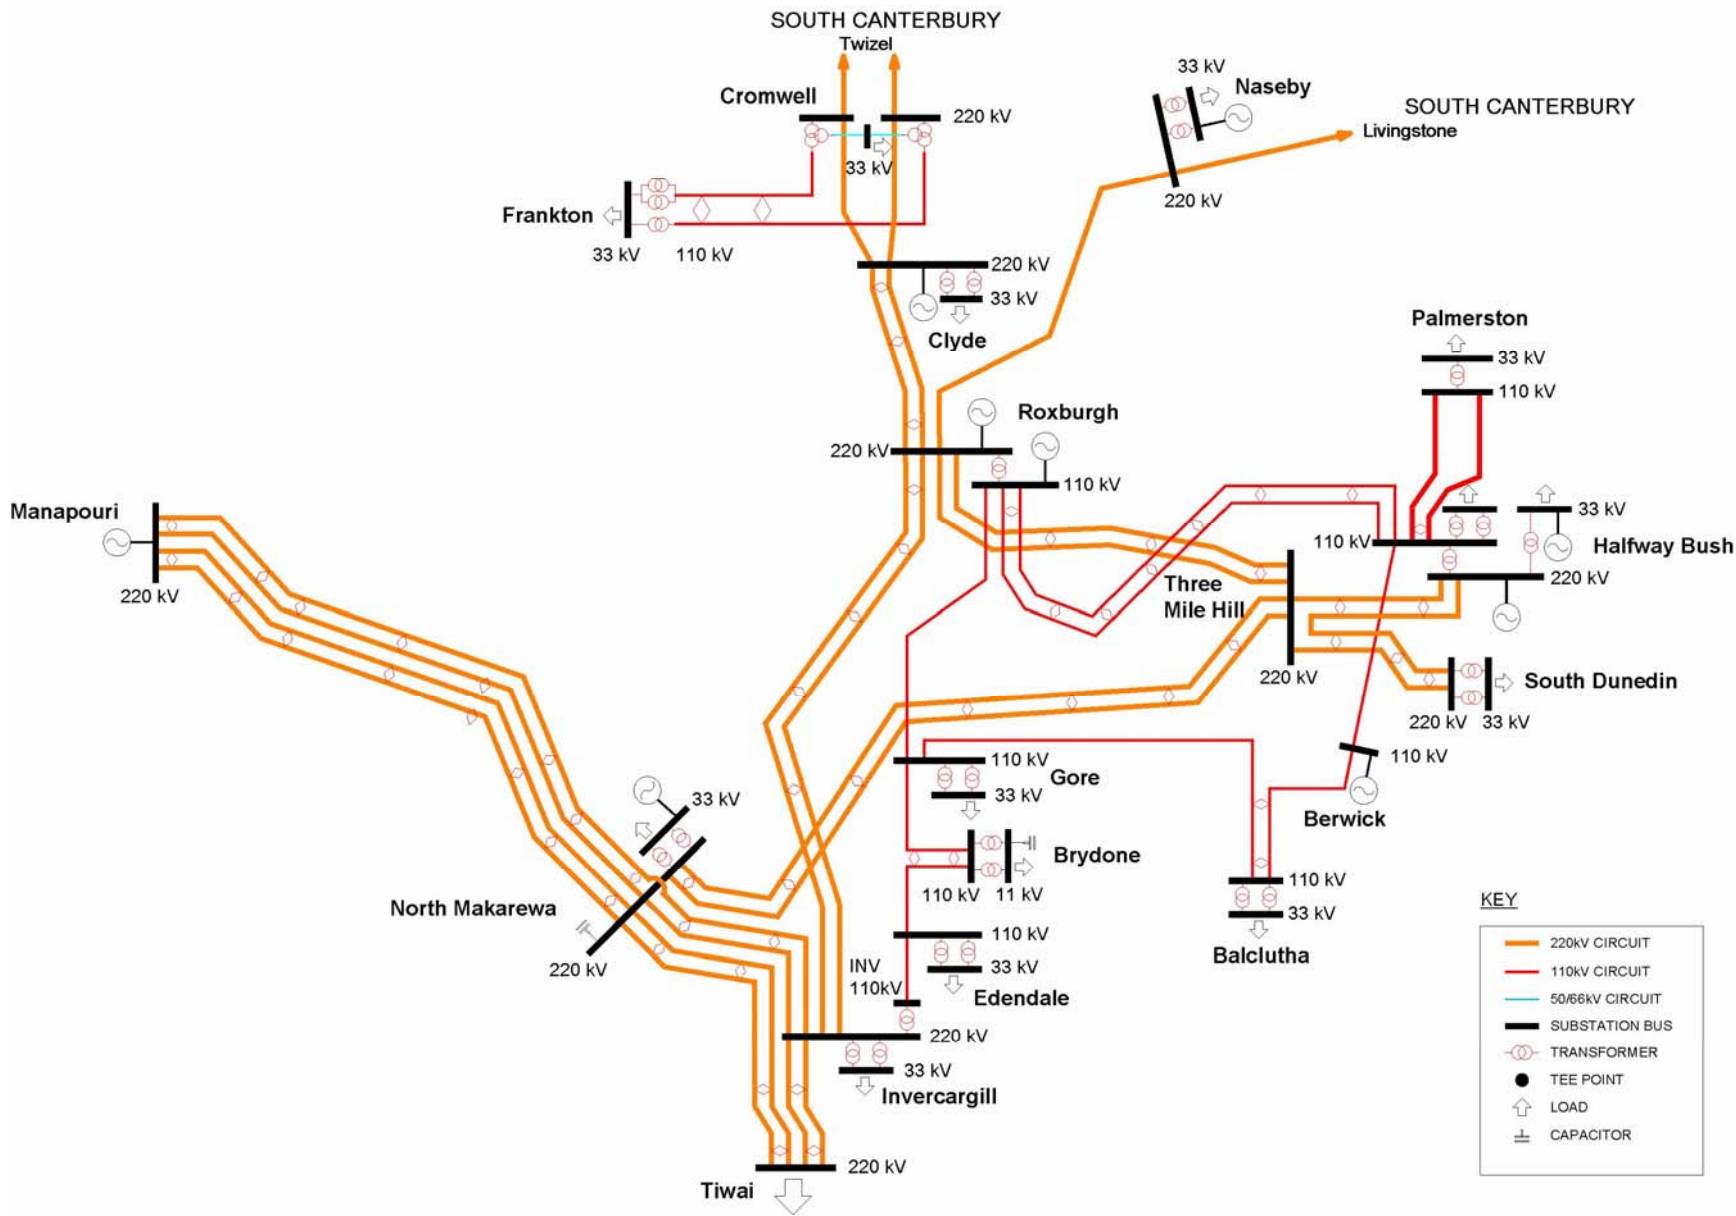 SOUTH CANTERBURY
Twizel
Cromwell
220 kV
33 kV
Frankton
33 kV
110 kV
33 kV
Naseby
SOUTH CANTERBURY
Livingstone
220 kV
220 kV
33 kV
Clyde
Palmerston
33 kV
110 kV
Roxburgh
220 kV
110 kV
Manapouri
220 kV
33 kV
110 kV
Halfway Bush
220 kV
Three
Mile Hill
220 kV
South Dunedin
220 kV
33 kV
110 kV
Berwick
110 kV
Gore
33 kV
33 kV
Brydone
110 kV
11 kV
North Makarewa
220 kV
110 kV
33 kV
Balclutha
110 kV
33 kV
Edendale
INV
110kV
220 kV
33 kV
Invercargill
220 kV
Tiwai
KEY
220kV CIRCUIT
110kV CIRCUIT
50/66kV CIRCUIT
SUBSTATION BUS
TRANSFORMER
TEE POINT
LOAD
CAPACITOR